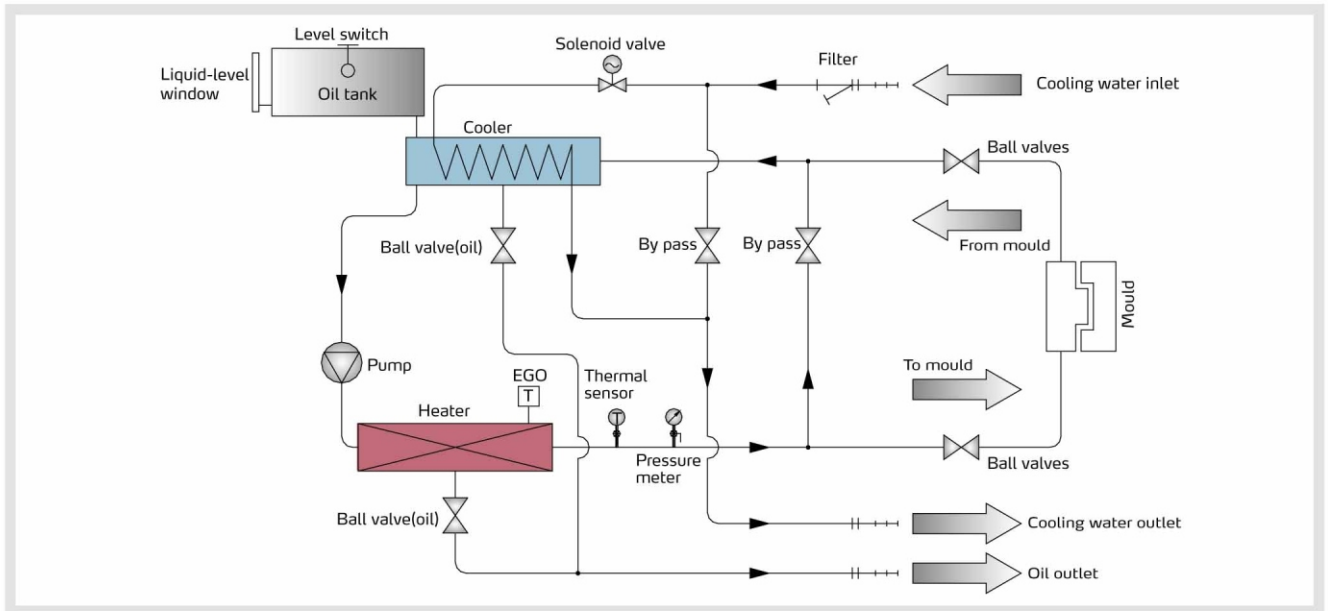 Level switch
Liquid-level
window
Oil tank
Solenoid valve
Filter
Cooling water inlet
Cooler
Ball valves
From mould
Ball valve(oil)
By pass
By pass
Mould
Pump
EGO
T
Thermal
sensor
T
To mould
Heater
Pressure
meter
Ball valves
Ball valve(oil)
Cooling water outlet
Oil outlet